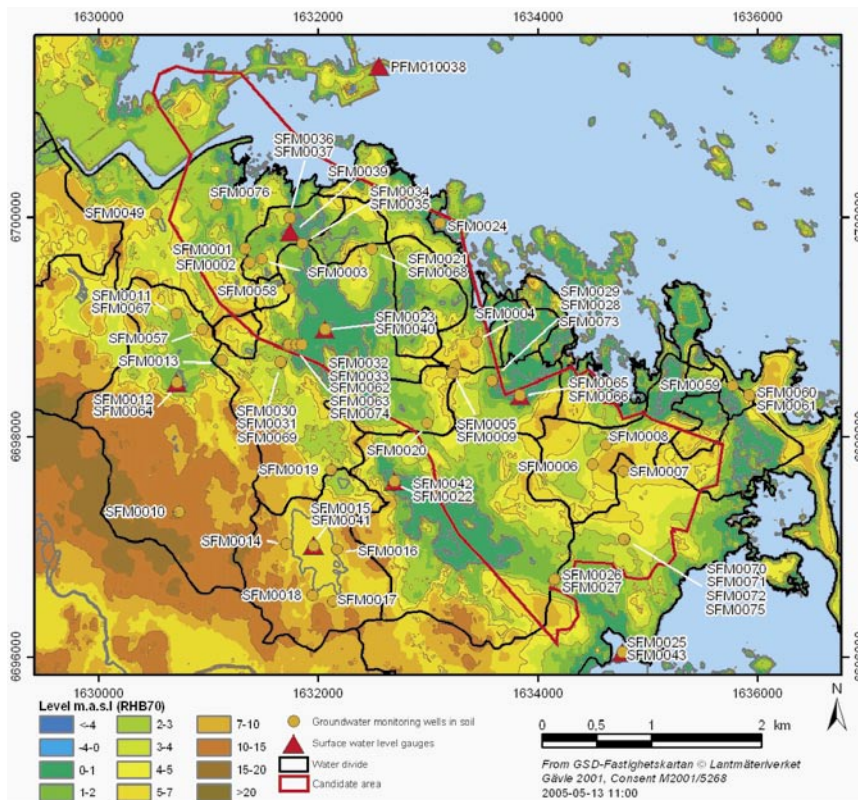 1630000 1632000 1634000 1636000
PFM010038
SFM0036
SFM0037
SFM0039
SFM0034
SFM0035
SFM0076
SFM0049
6700000
6700000
SFM0024
SFM0001
SFM0002
SFM0003
SFM0021
SFM0068
SFM0058
SFM0029
SFM0028
SFM0073
SFM0004
SFM0011
SFM0067
SFM0057
SFM0023
SFM0040
SFM0013
SFM0032
SFM0033
SFM0062
SFM0063
SFM0074
SFM0065
SFM0066
SFM0059
SFM0060
SFM0061
SFM0012
SFM0064
SFM0030
SFM0031
SFM0069
SFM0005
SFM0009
6698000
6698000
SFM0020
SFM0008
SFM0019
SFM0006
SFM0007
SFM0042
SFM0022
SFM0010
SFM0015
SFM0041
SFM0014
SFM0016
SFM0070
SFM0071
SFM0072
SFM0075
SFM0026
SFM0027
SFM0018
SFM0017
SFM0025
SFM0043
6696000
6696000
1630000 1632000 1634000 1636000
Level m.a.s.l (RHB70)
<-4
-4-0
0-1
1-2
2-3
3-4
4-5
5-7
7-10
10-15
15-20
>20
Groundwater monitoring wells in soil
Surface water level gauges
Water divide
Candidate area
0 0,5 1 2 km
N
From GSD-Fastighetskartan © Lantmäteriverket
Gävle 2001, Consent M2001/5268
2005-05-13 11:00